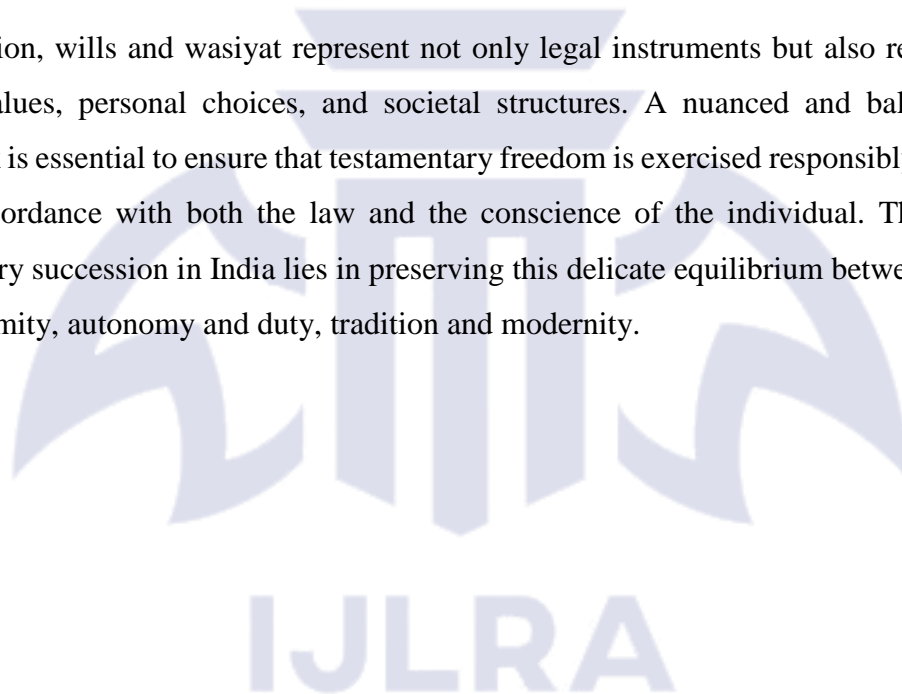 ion, wills and wasiyat represent not only legal instruments but also re
alues, personal choices, and societal structures. A nuanced and bal
is essential to ensure that testamentary freedom is exercised responsibly
ordance with both the law and the conscience of the individual. Th
ry succession in India lies in preserving this delicate equilibrium betwe
mity, autonomy and duty, tradition and modernity.
IJLRA